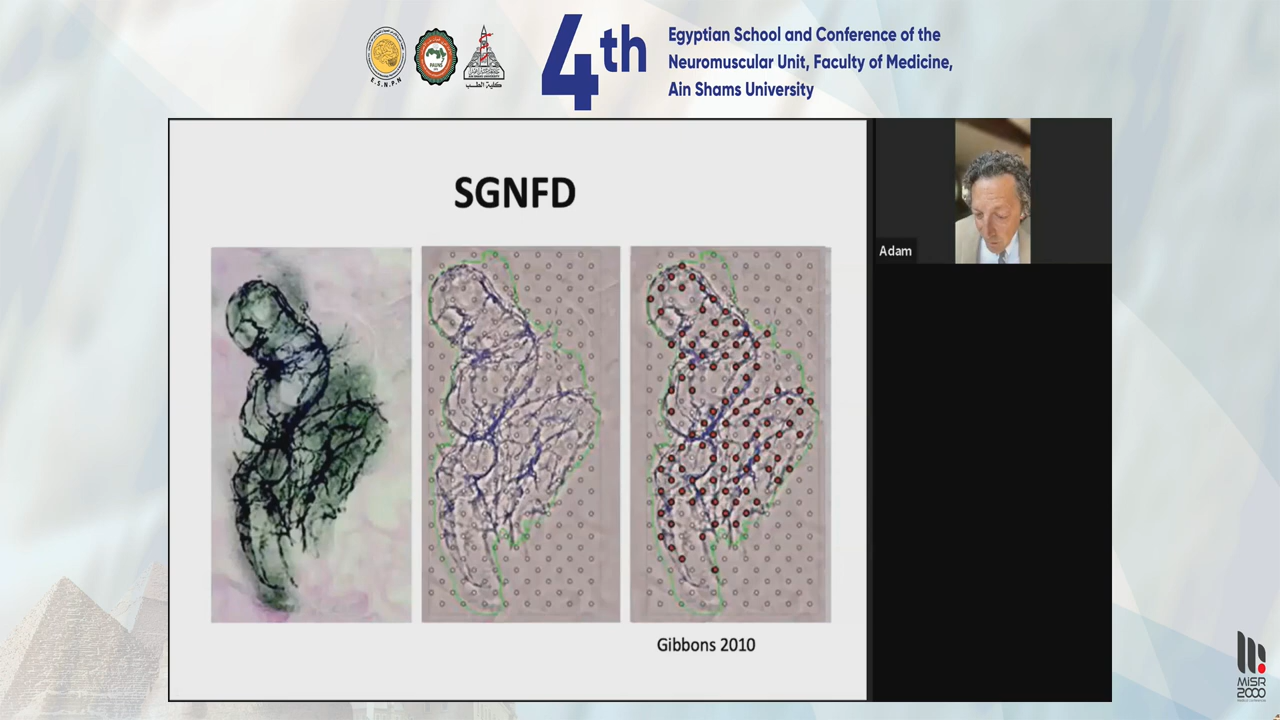 E.S.N.P.N
PAUNS
كلية الطب
4th
Egyptian School and Conference of the
Neuromuscular Unit, Faculty of Medicine,
Ain Shams University
SGNFD
Adam
Gibbons 2010
MiSR
2000